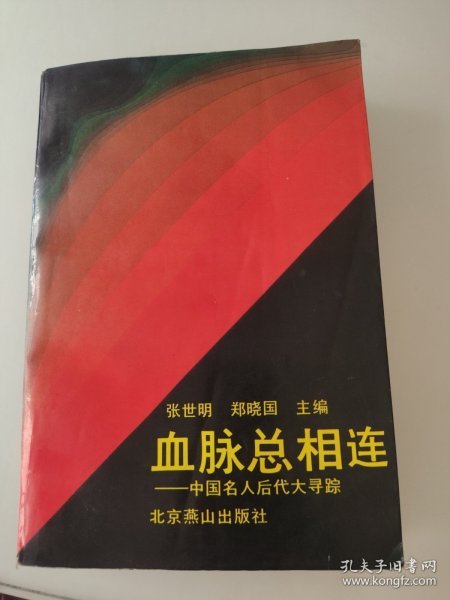 张世明 郑晓国 主编
血脉总相连
——中国名人后代大寻踪
北京燕山出版社
孔夫子旧书网
www.kongfz.com